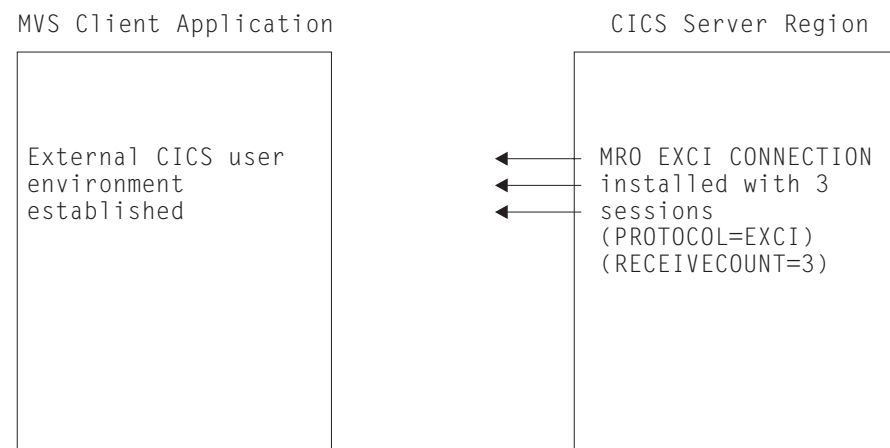 MVS Client Application
CICS Server Region
External CICS user
environment
established
MRO EXCI CONNECTION
installed with 3
sessions
(PROTOCOL=EXCI)
(RECEIVECOUNT=3)